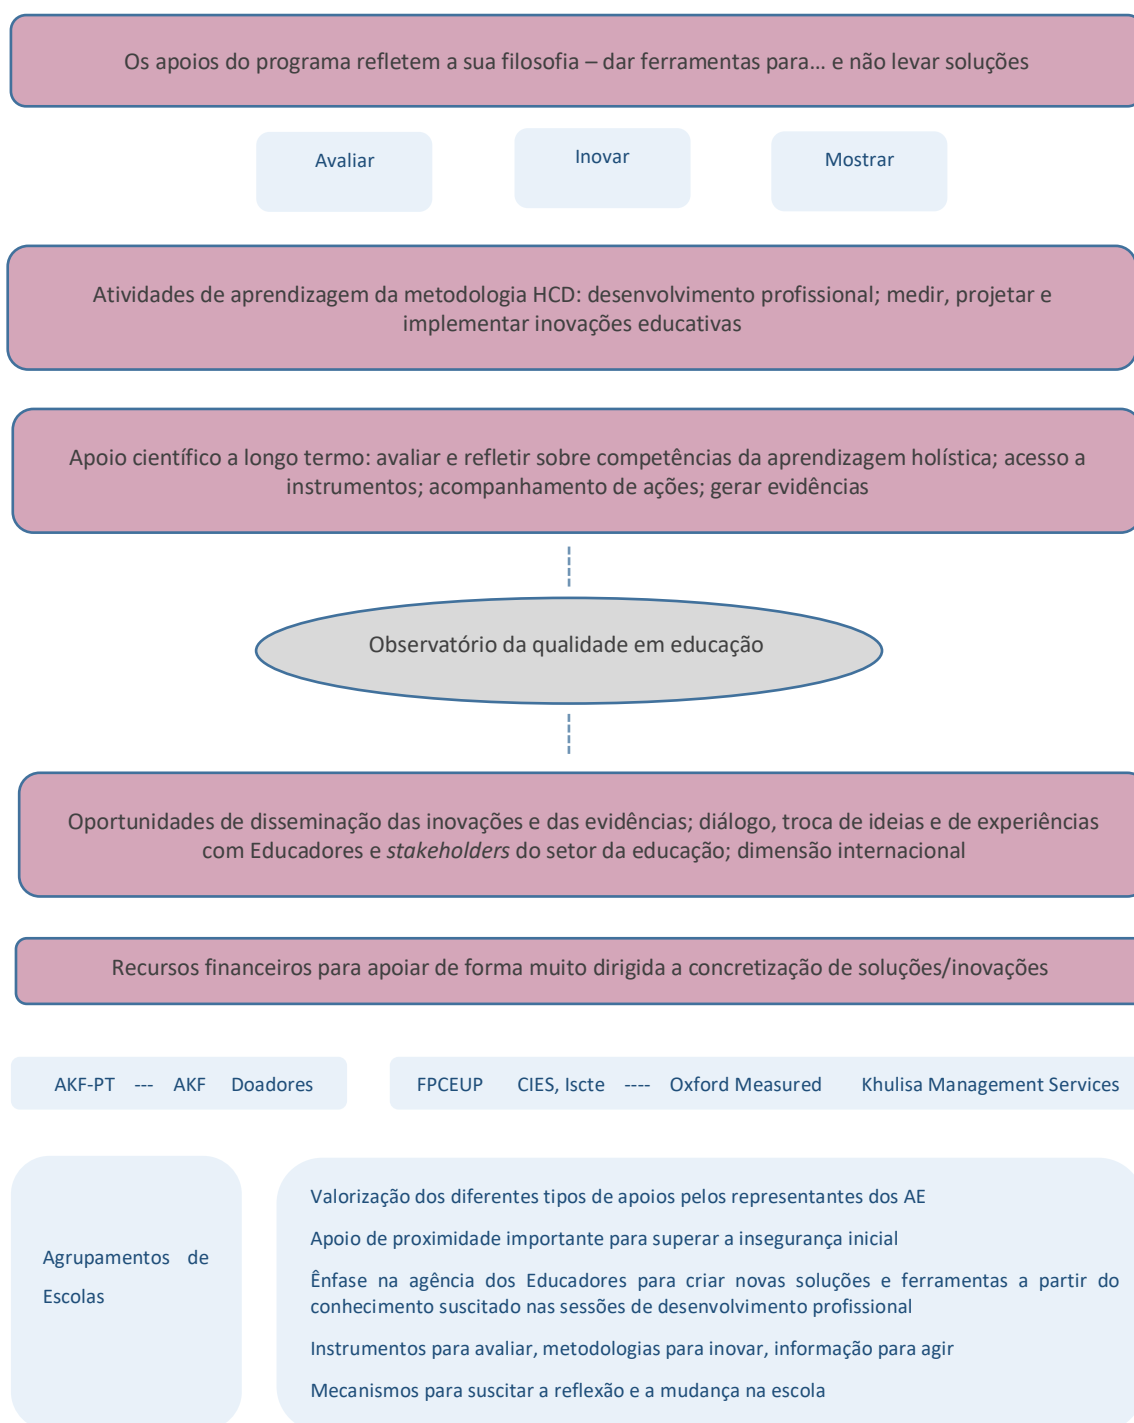 Os apoios do programa refletem a sua filosofia – dar ferramentas para... e não levar soluções
Avaliar
Inovar
Mostrar
Atividades de aprendizagem da metodologia HCD: desenvolvimento profissional; medir, projetar e
implementar inovações educativas
Apoio científico a longo termo: avaliar e refletir sobre competências da aprendizagem holística; acesso a
instrumentos; acompanhamento de ações; gerar evidências
Observatório da qualidade em educação
Oportunidades de disseminação das inovações e das evidências; diálogo, troca de ideias e de experiências
com Educadores e stakeholders do setor da educação; dimensão internacional
Recursos financeiros para apoiar de forma muito dirigida a concretização de soluções/inovações
AKF-PT --- AKF Doadores
FPCEUP CIES, Iscte ---- Oxford Measured Khulisa Management Services
Agrupamentos de
Escolas
Valorização dos diferentes tipos de apoios pelos representantes dos AE
Apoio de proximidade importante para superar a insegurança inicial
Ênfase na agência dos Educadores para criar novas soluções e ferramentas a partir do
conhecimento suscitado nas sessões de desenvolvimento profissional
Instrumentos para avaliar, metodologias para inovar, informação para agir
Mecanismos para suscitar a reflexão e a mudança na escola